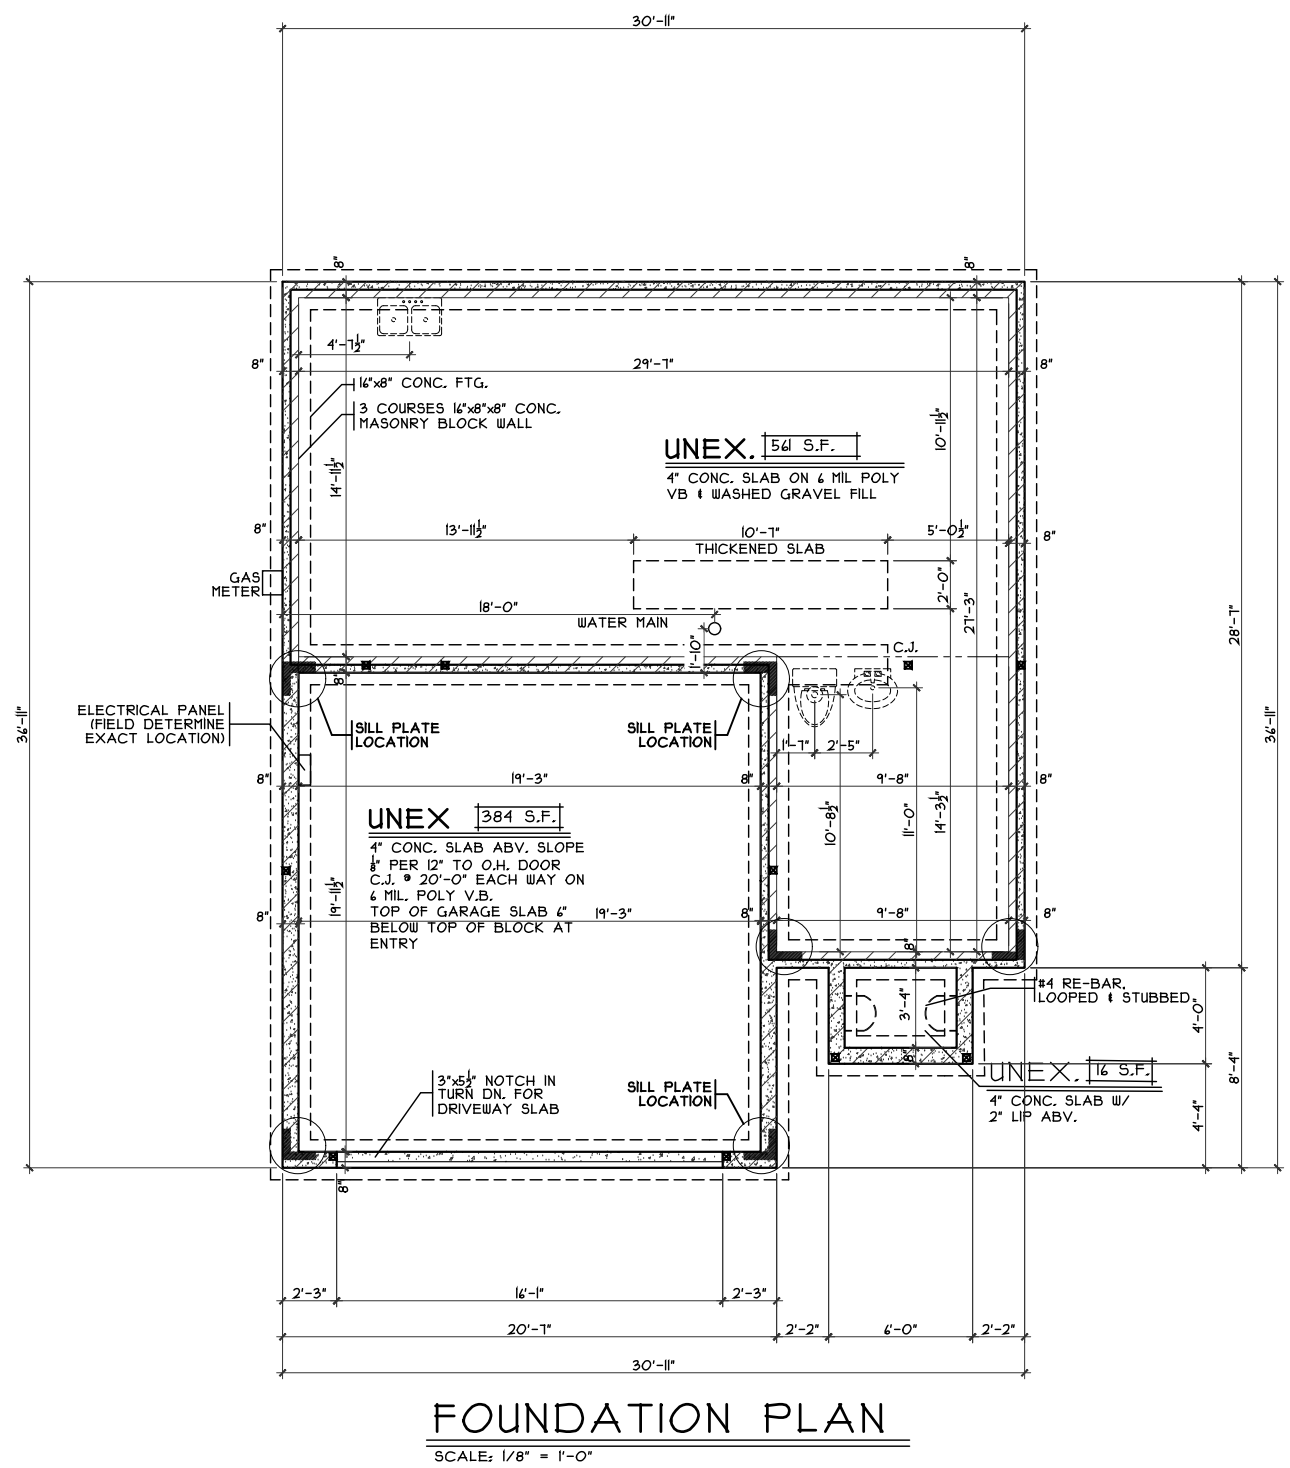 30'-11"
8"
8"
4'-7½"
8"
29'-7"
8"
16"x8" CONC. FTG.
3 COURSES 16"x8"x8" CONC.
MASONRY BLOCK WALL
10'-11½"
UNEX. 561 S.F.
4" CONC. SLAB ON 6 MIL POLY
VB & WASHED GRAVEL FILL
14'-11½"
8"
13'-11½"
10'-7"
5'-0½"
8"
THICKENED SLAB
GAS
METER
2'-0"
18'-0"
27'-3"
28'-7"
WATER MAIN
1'-10"
C.J.
8"
36'-11"
36'-11"
ELECTRICAL PANEL
(FIELD DETERMINE
EXACT LOCATION)
SILL PLATE
LOCATION
SILL PLATE
LOCATION
1'-7"
2'-5"
8"
19'-3"
8"
9'-8"
8"
UNEX 384 S.F.
4" CONC. SLAB ABV. SLOPE
⅛" PER 12" TO O.H. DOOR
C.J. @ 20'-0" EACH WAY ON
6 MIL. POLY V.B.
TOP OF GARAGE SLAB 6"
BELOW TOP OF BLOCK AT
ENTRY
10'-8½"
11'-0"
14'-3½"
19'-11½"
8"
19'-3"
8"
9'-8"
8"
8"
#4 RE-BAR.
LOOPED & STUBBED
3'-4"
4'-0"
8"
UNEX. 16 S.F.
4" CONC. SLAB W/
2" LIP ABV.
8'-4"
4'-4"
3"x5½" NOTCH IN
TURN DN. FOR
DRIVEWAY SLAB
SILL PLATE
LOCATION
8"
2'-3"
16'-1"
2'-3"
20'-7"
2'-2"
6'-0"
2'-2"
30'-11"
FOUNDATION PLAN
SCALE: 1/8" = 1'-0"